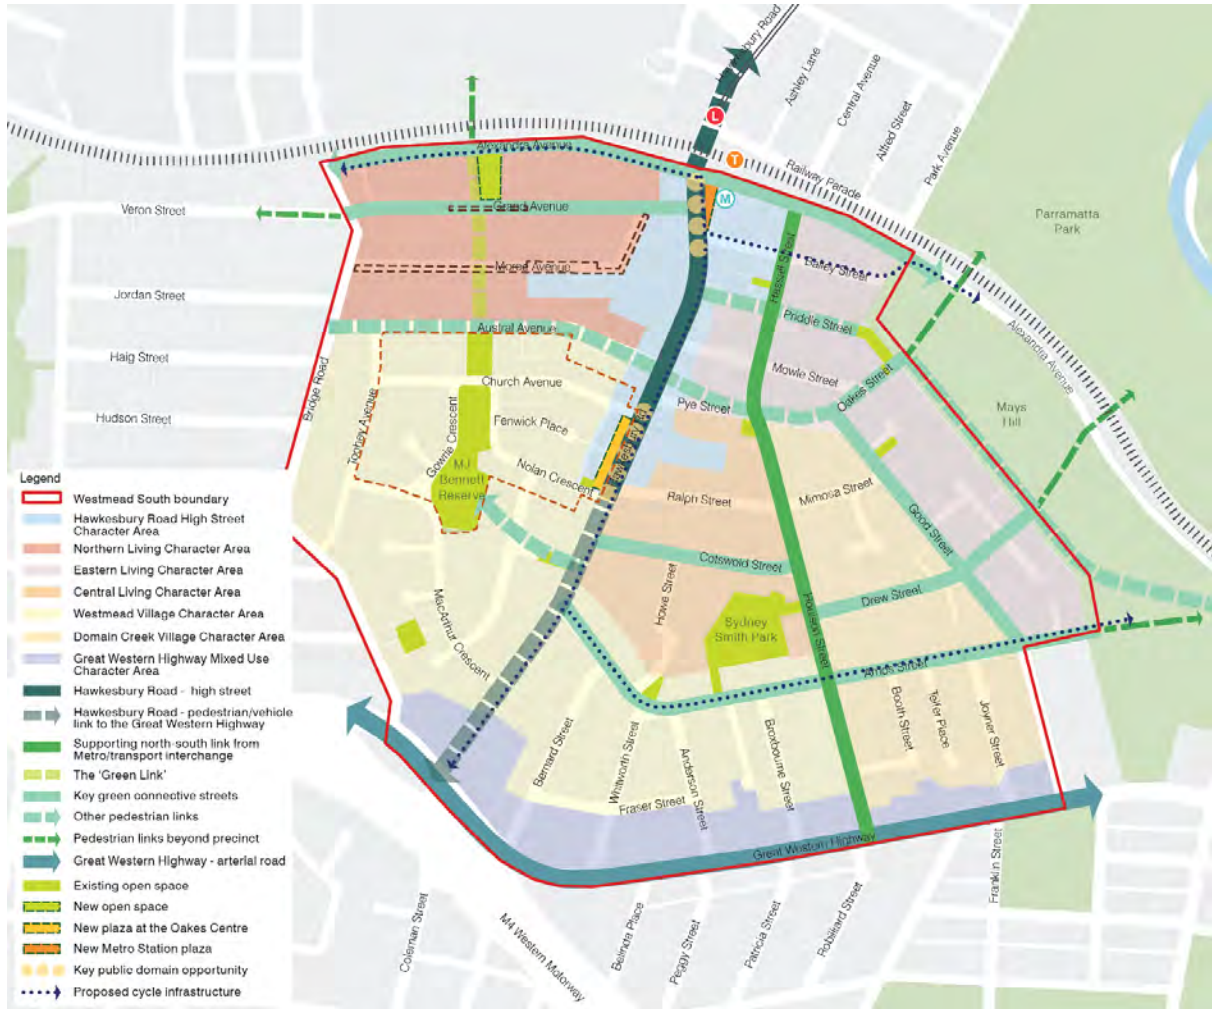 Hawkesbury Road
Ashley Lane
Central Avenue
Alfred Street
Park Avenue
L
T
M
Railway Parade
Alexandra Avenue
Grand Avenue
Veron Street
Parramatta
Park
Bailey Street
Hassall Street
Moree Avenue
Jordan Street
Priddle Street
Austral Avenue
Alexandra Avenue
Haig Street
Bridge Road
Church Avenue
Mowle Street
Oakes Street
Pye Street
Hudson Street
Tophey Avenue
Gowrie Crescent
Fenwick Place
Mays
Hill
MJ
Bennett
Reserve
Nolan Crescent
Ralph Street
Mimosa Street
Good Street
Cotswold Street
Howe Street
Houison Street
Drew Street
MacArthur Crescent
Sydney
Smith Park
Amos Street
Bernard Street
Whitworth Street
Anderson Street
Broxbourne Street
Booth Street
Telfer Place
Joyner Street
Fraser Street
Great Western Highway
Franklin Street
Coleman Street
M4 Western Motorway
Belinda Place
Peggy Street
Patricia Street
Robilliard Street
Legend
Westmead South boundary
Hawkesbury Road High Street
Character Area
Northern Living Character Area
Eastern Living Character Area
Central Living Character Area
Westmead Village Character Area
Domain Creek Village Character Area
Great Western Highway Mixed Use
Character Area
Hawkesbury Road - high street
Hawkesbury Road - pedestrian/vehicle
link to the Great Western Highway
Supporting north-south link from
Metro/transport interchange
The 'Green Link'
Key green connective streets
Other pedestrian links
Pedestrian links beyond precinct
Great Western Highway - arterial road
Existing open space
New open space
New plaza at the Oakes Centre
New Metro Station plaza
Key public domain opportunity
Proposed cycle infrastructure